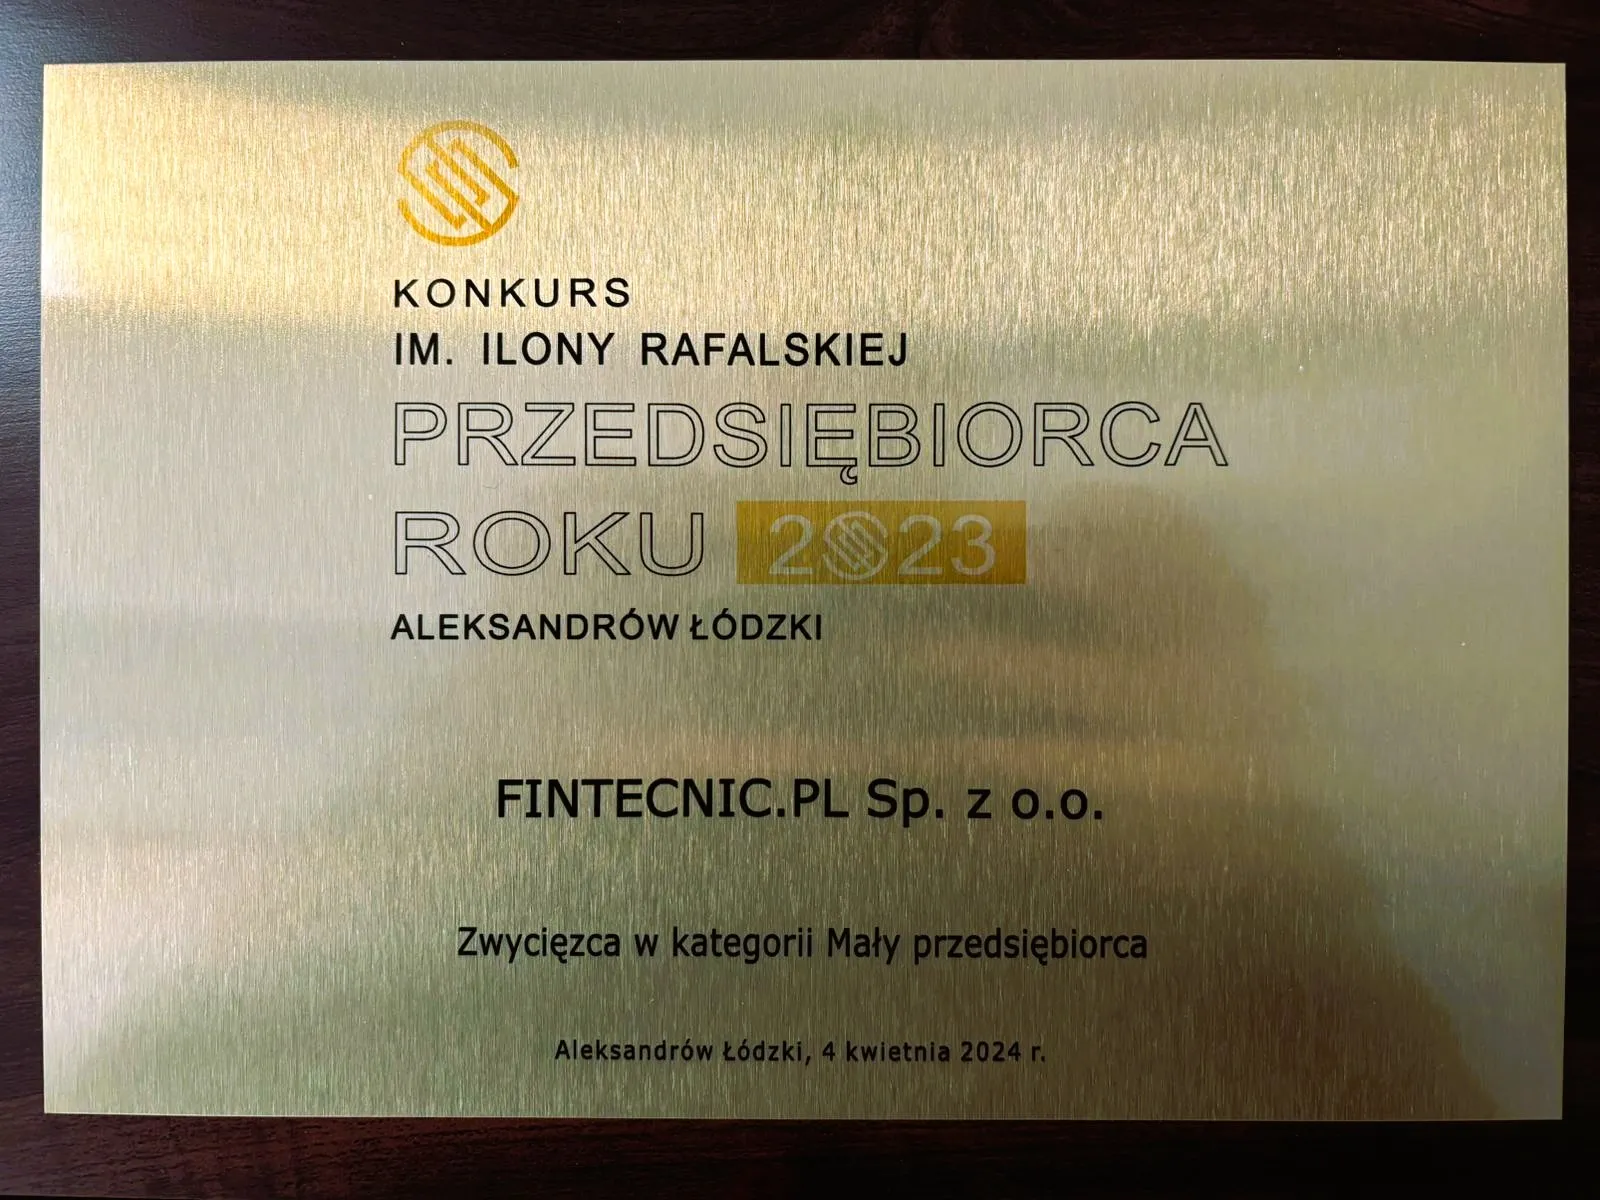 KONKURS
IM. ILONY RAFALSKIEJ
PRZEDSIĘBIORCA
ROKU 2023
ALEKSANDRÓW ŁÓDZKI
FINTECNIC.PL Sp. z o.o.
Zwycięzca w kategorii Mały przedsiębiorca
Aleksandrów Łódzki, 4 kwietnia 2024 r.